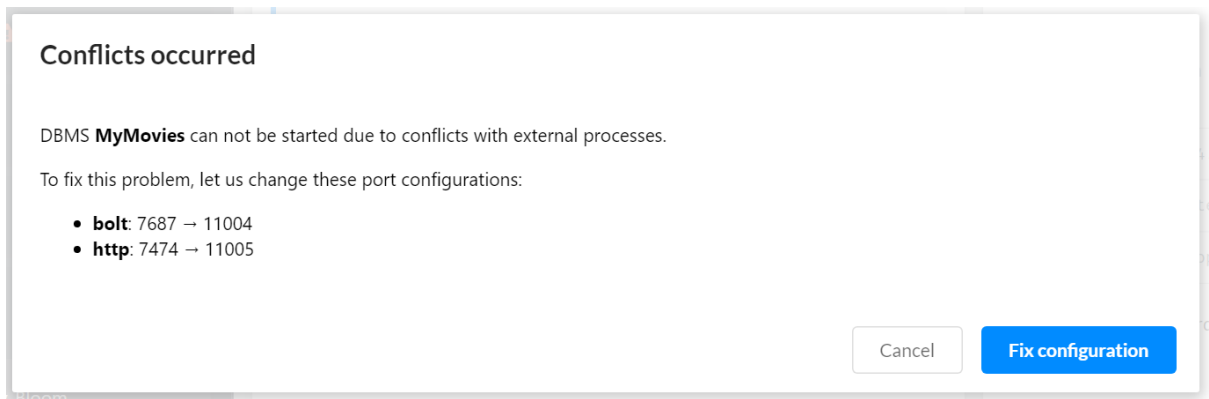 Conflicts occurred
DBMS MyMovies can not be started due to conflicts with external processes.
To fix this problem, let us change these port configurations:
• bolt: 7687 → 11004
• http: 7474 → 11005
Cancel
Fix configuration
Bloom